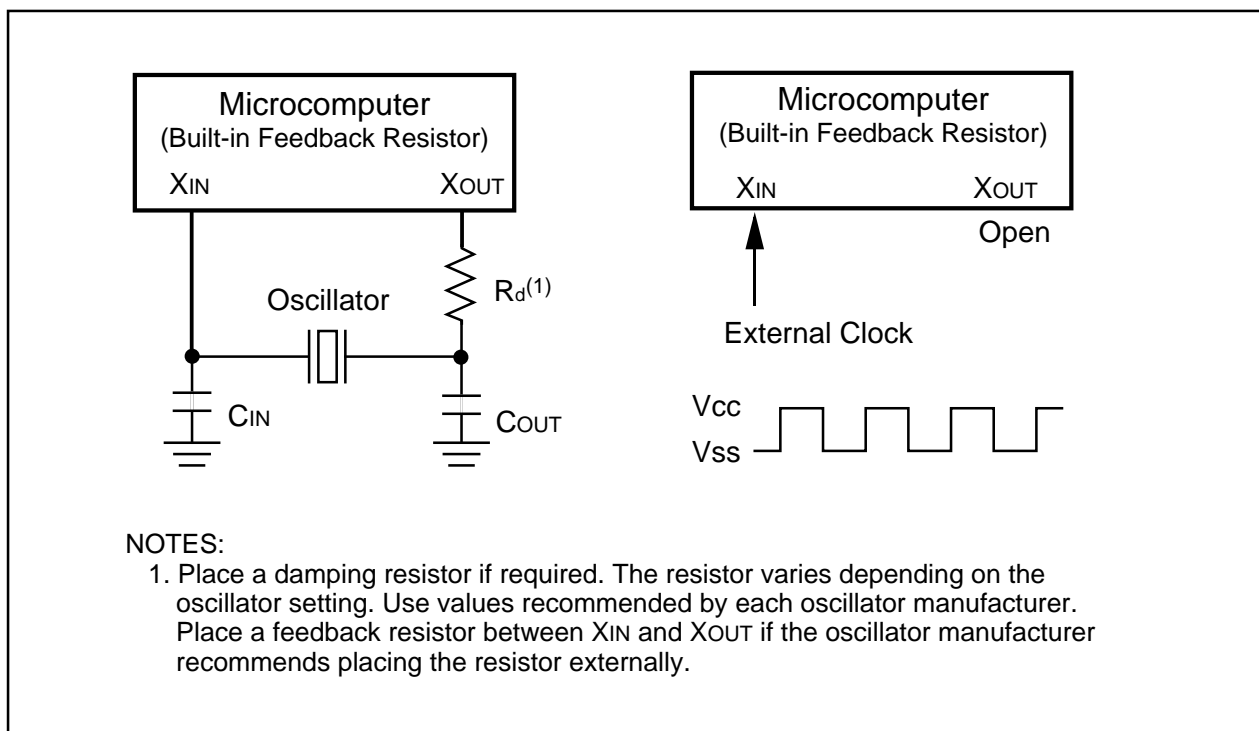 Microcomputer
(Built-in Feedback Resistor)
XIN XOUT
Oscillator
Rd(1)
CIN
COUT
Microcomputer
(Built-in Feedback Resistor)
XIN XOUT
Open
External Clock
Vcc
Vss
NOTES:
1. Place a damping resistor if required. The resistor varies depending on the
oscillator setting. Use values recommended by each oscillator manufacturer.
Place a feedback resistor between XIN and XOUT if the oscillator manufacturer
recommends placing the resistor externally.